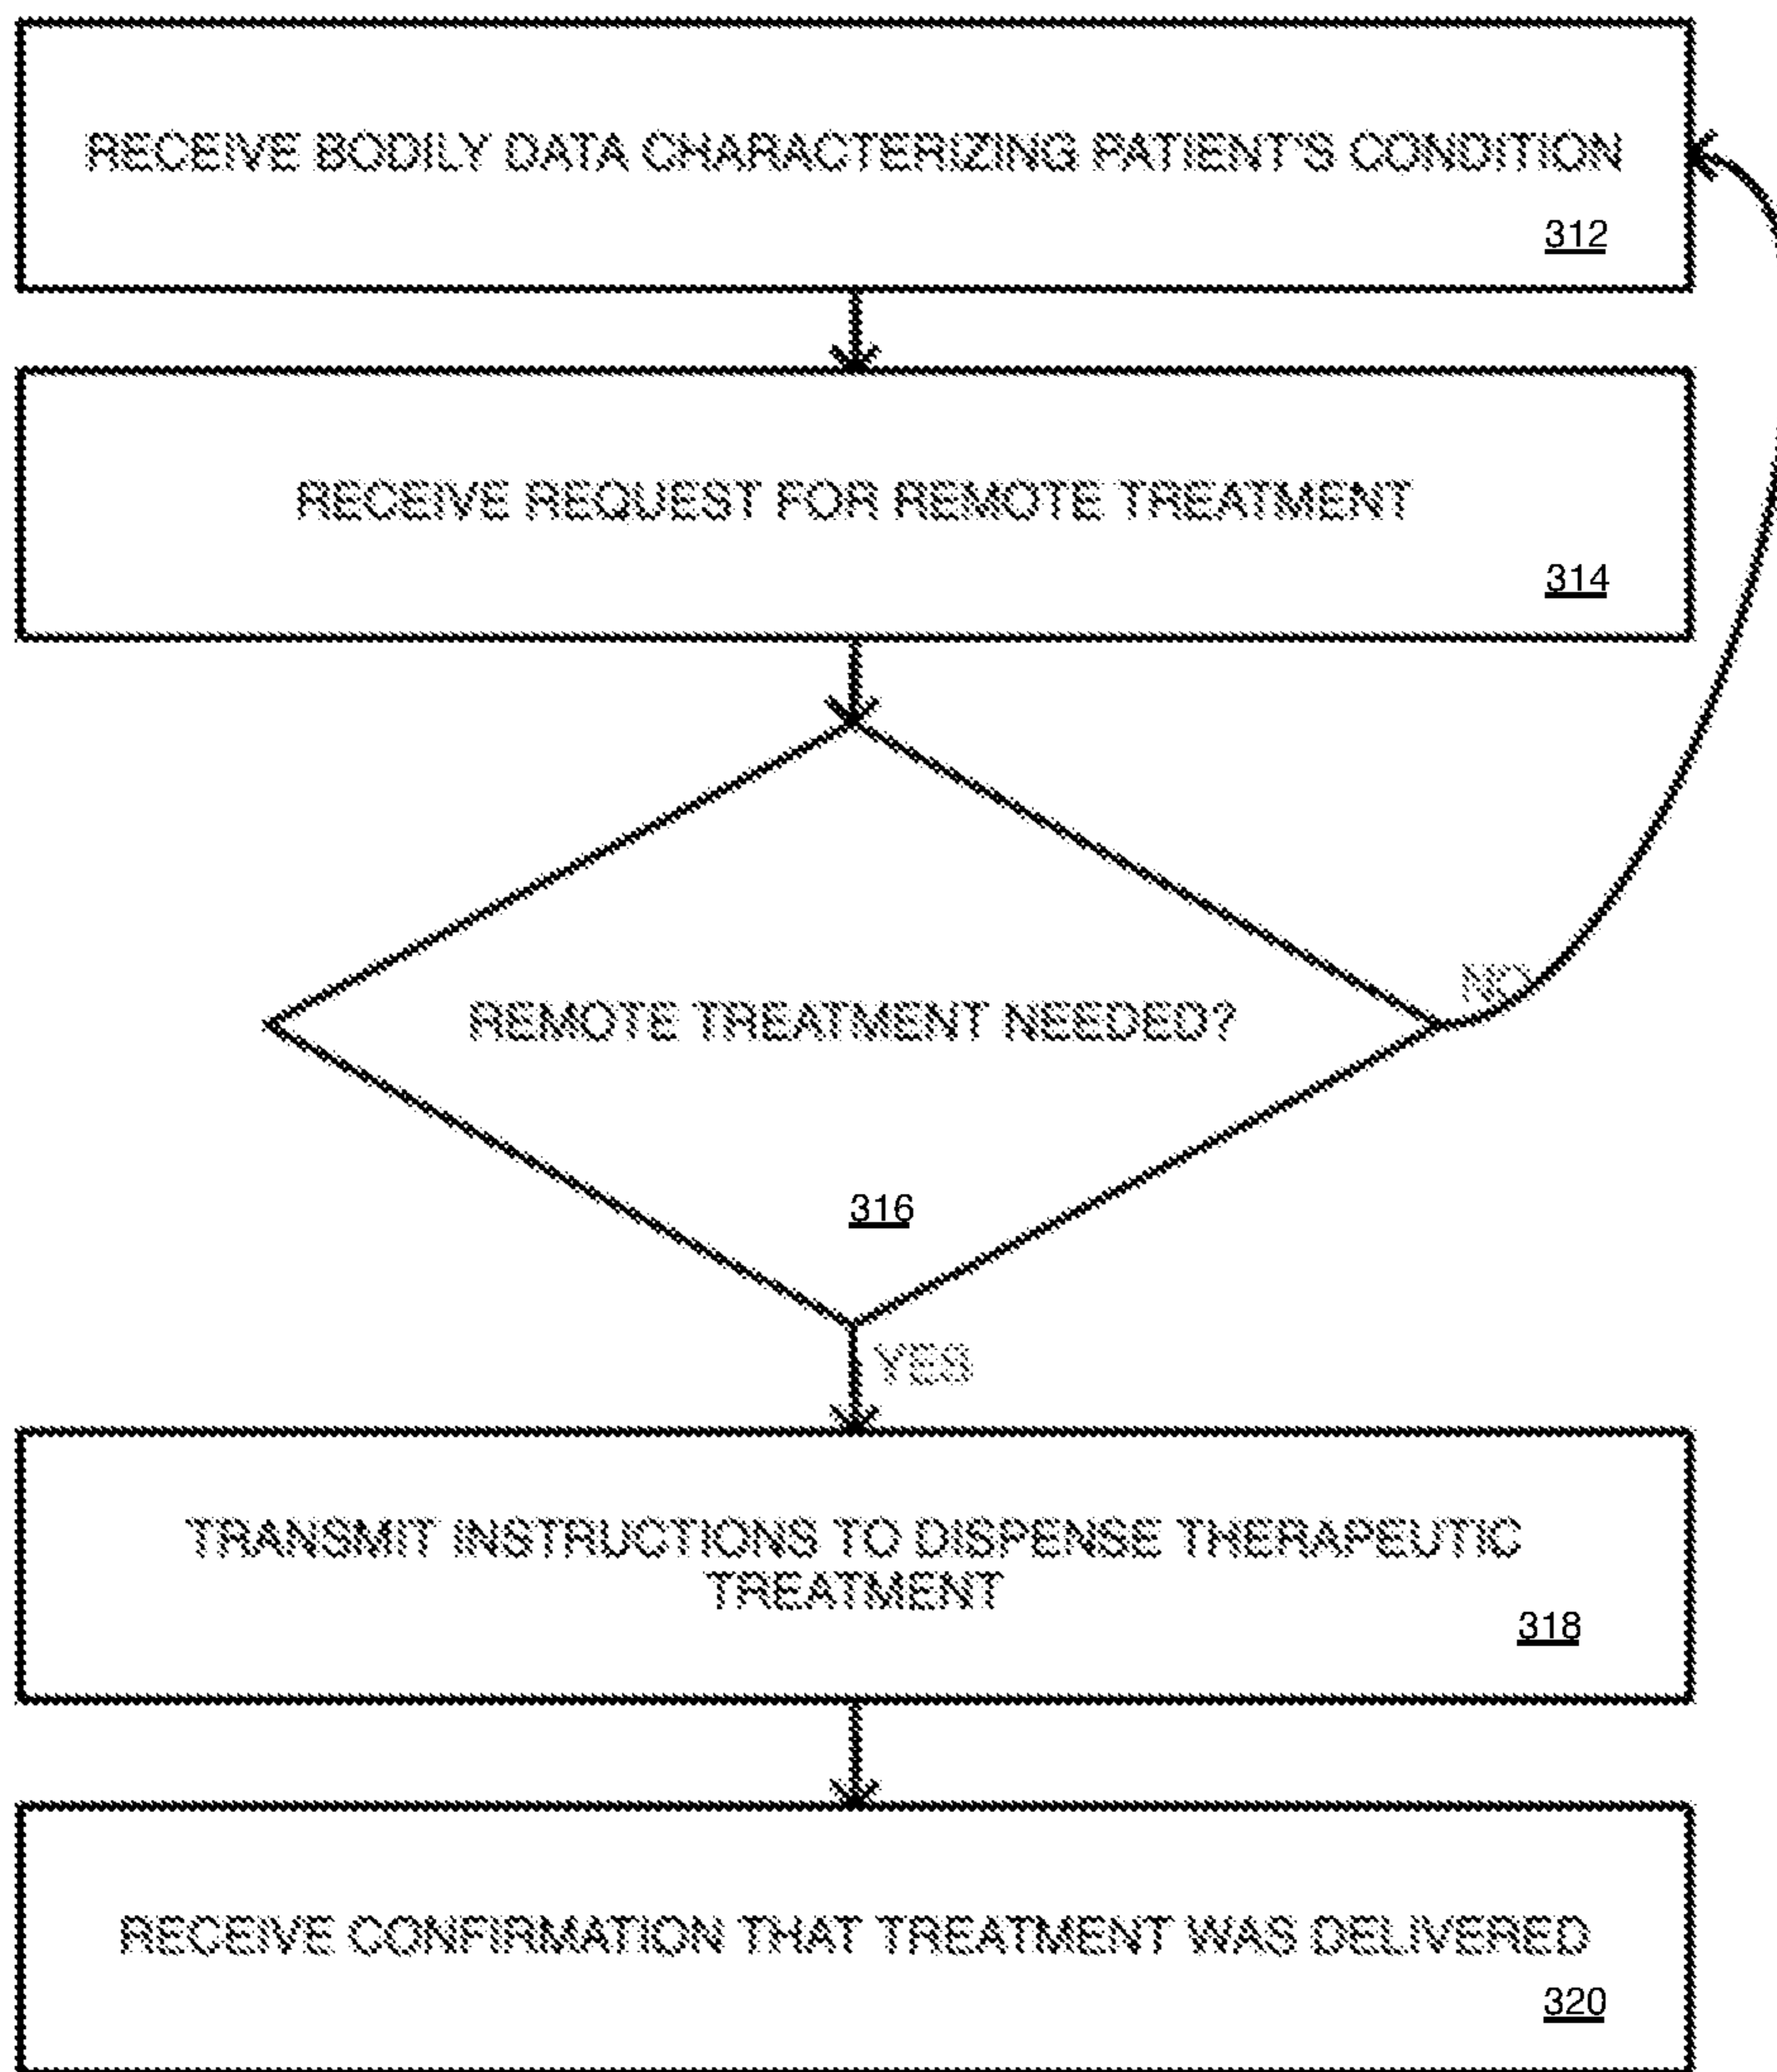 RECEIVE BODILY DATA CHARACTERIZING PATIENT'S CONDITION
312
RECEIVE REQUEST FOR REMOTE TREATMENT
314
NO
REMOTE TREATMENT NEEDED?
316
YES
TRANSMIT INSTRUCTIONS TO DISPENSE THERAPEUTIC
TREATMENT
318
RECEIVE CONFIRMATION THAT TREATMENT WAS DELIVERED
320